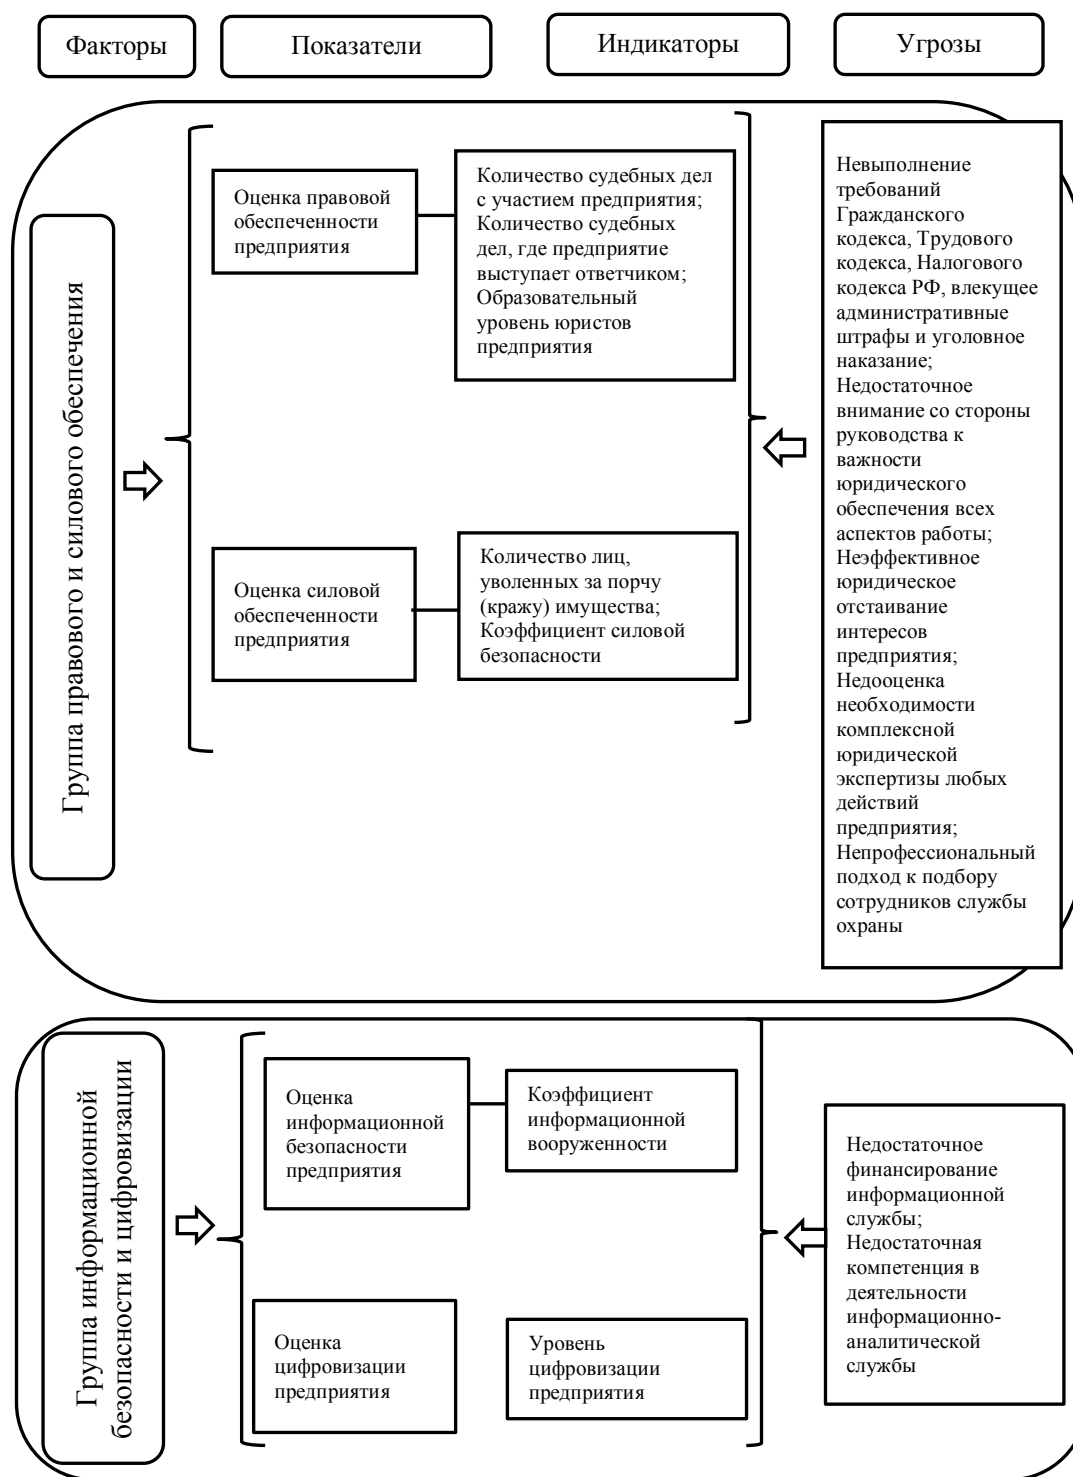 Факторы
Показатели
Индикаторы
Угрозы
Группа правового и силового обеспечения
Оценка правовой
обеспеченности
предприятия
Количество судебных дел
с участием предприятия;
Количество судебных
дел, где предприятие
выступает ответчиком;
Образовательный
уровень юристов
предприятия
Оценка силовой
обеспеченности
предприятия
Количество лиц,
уволенных за порчу
(кражу) имущества;
Коэффициент силовой
безопасности
Невыполнение
требований
Гражданского
кодекса, Трудового
кодекса, Налогового
кодекса РФ, влекущее
административные
штрафы и уголовное
наказание;
Недостаточное
внимание со стороны
руководства к
важности
юридического
обеспечения всех
аспектов работы;
Неэффективное
юридическое
отстаивание
интересов
предприятия;
Недооценка
необходимости
комплексной
юридической
экспертизы любых
действий
предприятия;
Непрофессиональный
подход к подбору
сотрудников службы
охраны
Группа информационной
безопасности и цифровизации
Оценка
информационной
безопасности
предприятия
Коэффициент
информационной
вооруженности
Оценка
цифровизации
предприятия
Уровень
цифровизации
предприятия
Недостаточное
финансирование
информационной
службы;
Недостаточная
компетенция в
деятельности
информационно-
аналитической
службы